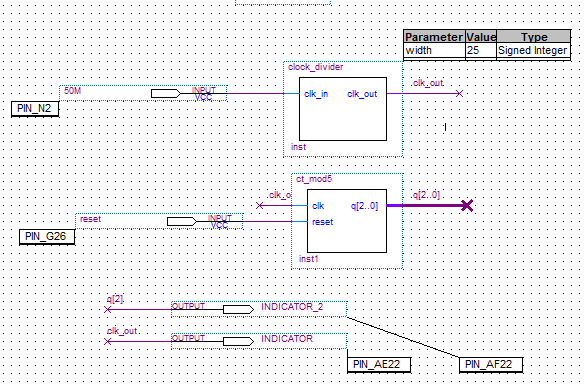 Parameter Value Type
width 25 Signed Integer
clock_divider
50M
INPUT
VCC
clk_in clk_out
clk_out
PIN_N2
inst
ct_mod5
clk_o
clk q[2..0]
q[2..0]
reset
INPUT
VCC
reset
PIN_G26
inst1
q[2]
OUTPUT INDICATOR_2
clk_out
OUTPUT INDICATOR
PIN_AE22 PIN_AF22